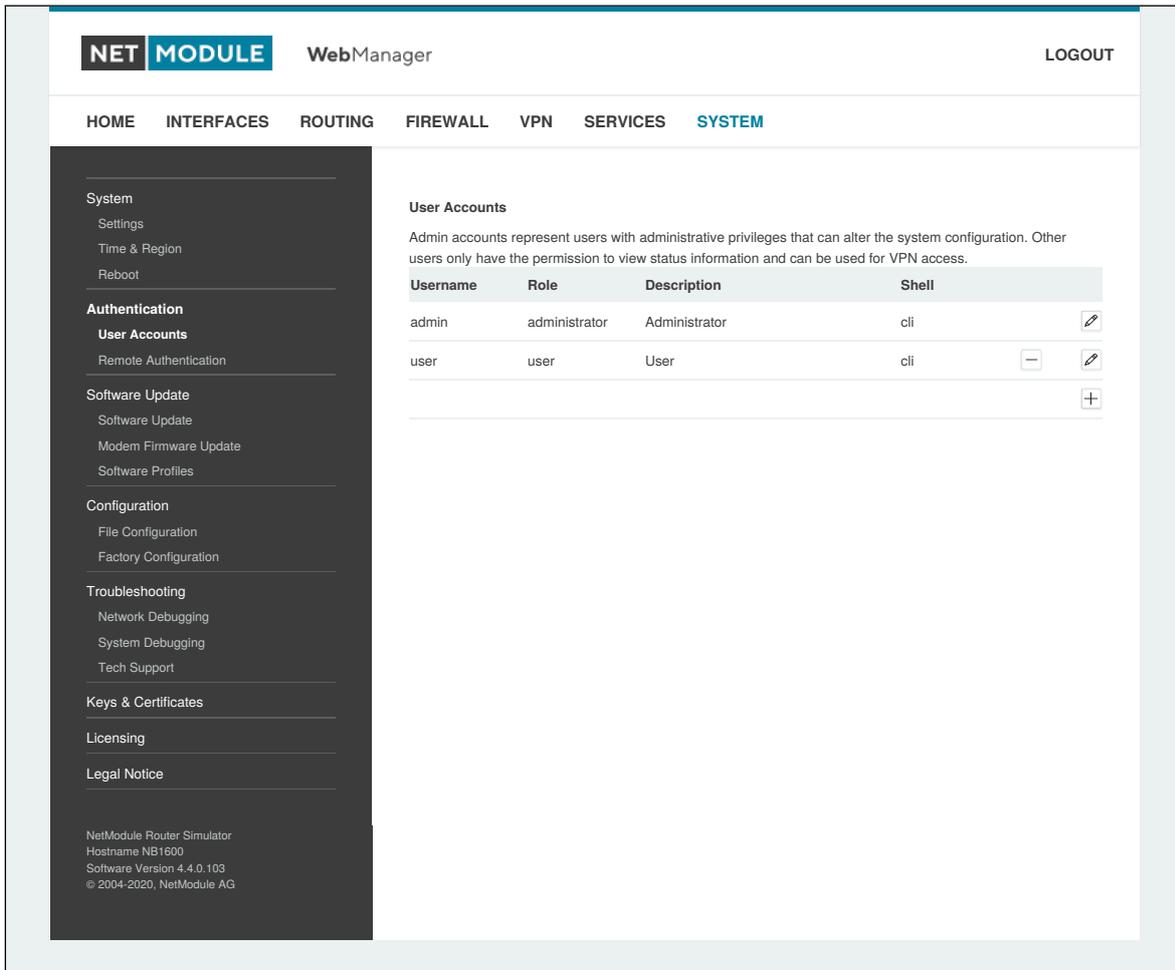 NET MODULE WebManager LOGOUT
HOME INTERFACES ROUTING FIREWALL VPN SERVICES SYSTEM
System
Settings
Time & Region
Reboot
Authentication
User Accounts
Remote Authentication
Software Update
Software Update
Modem Firmware Update
Software Profiles
Configuration
File Configuration
Factory Configuration
Troubleshooting
Network Debugging
System Debugging
Tech Support
Keys & Certificates
Licensing
Legal Notice
NetModule Router Simulator
Hostname NB1600
Software Version 4.4.0.103
© 2004-2020, NetModule AG
User Accounts
Admin accounts represent users with administrative privileges that can alter the system configuration. Other
users only have the permission to view status information and can be used for VPN access.
Username Role Description Shell
admin administrator Administrator cli
user user User cli